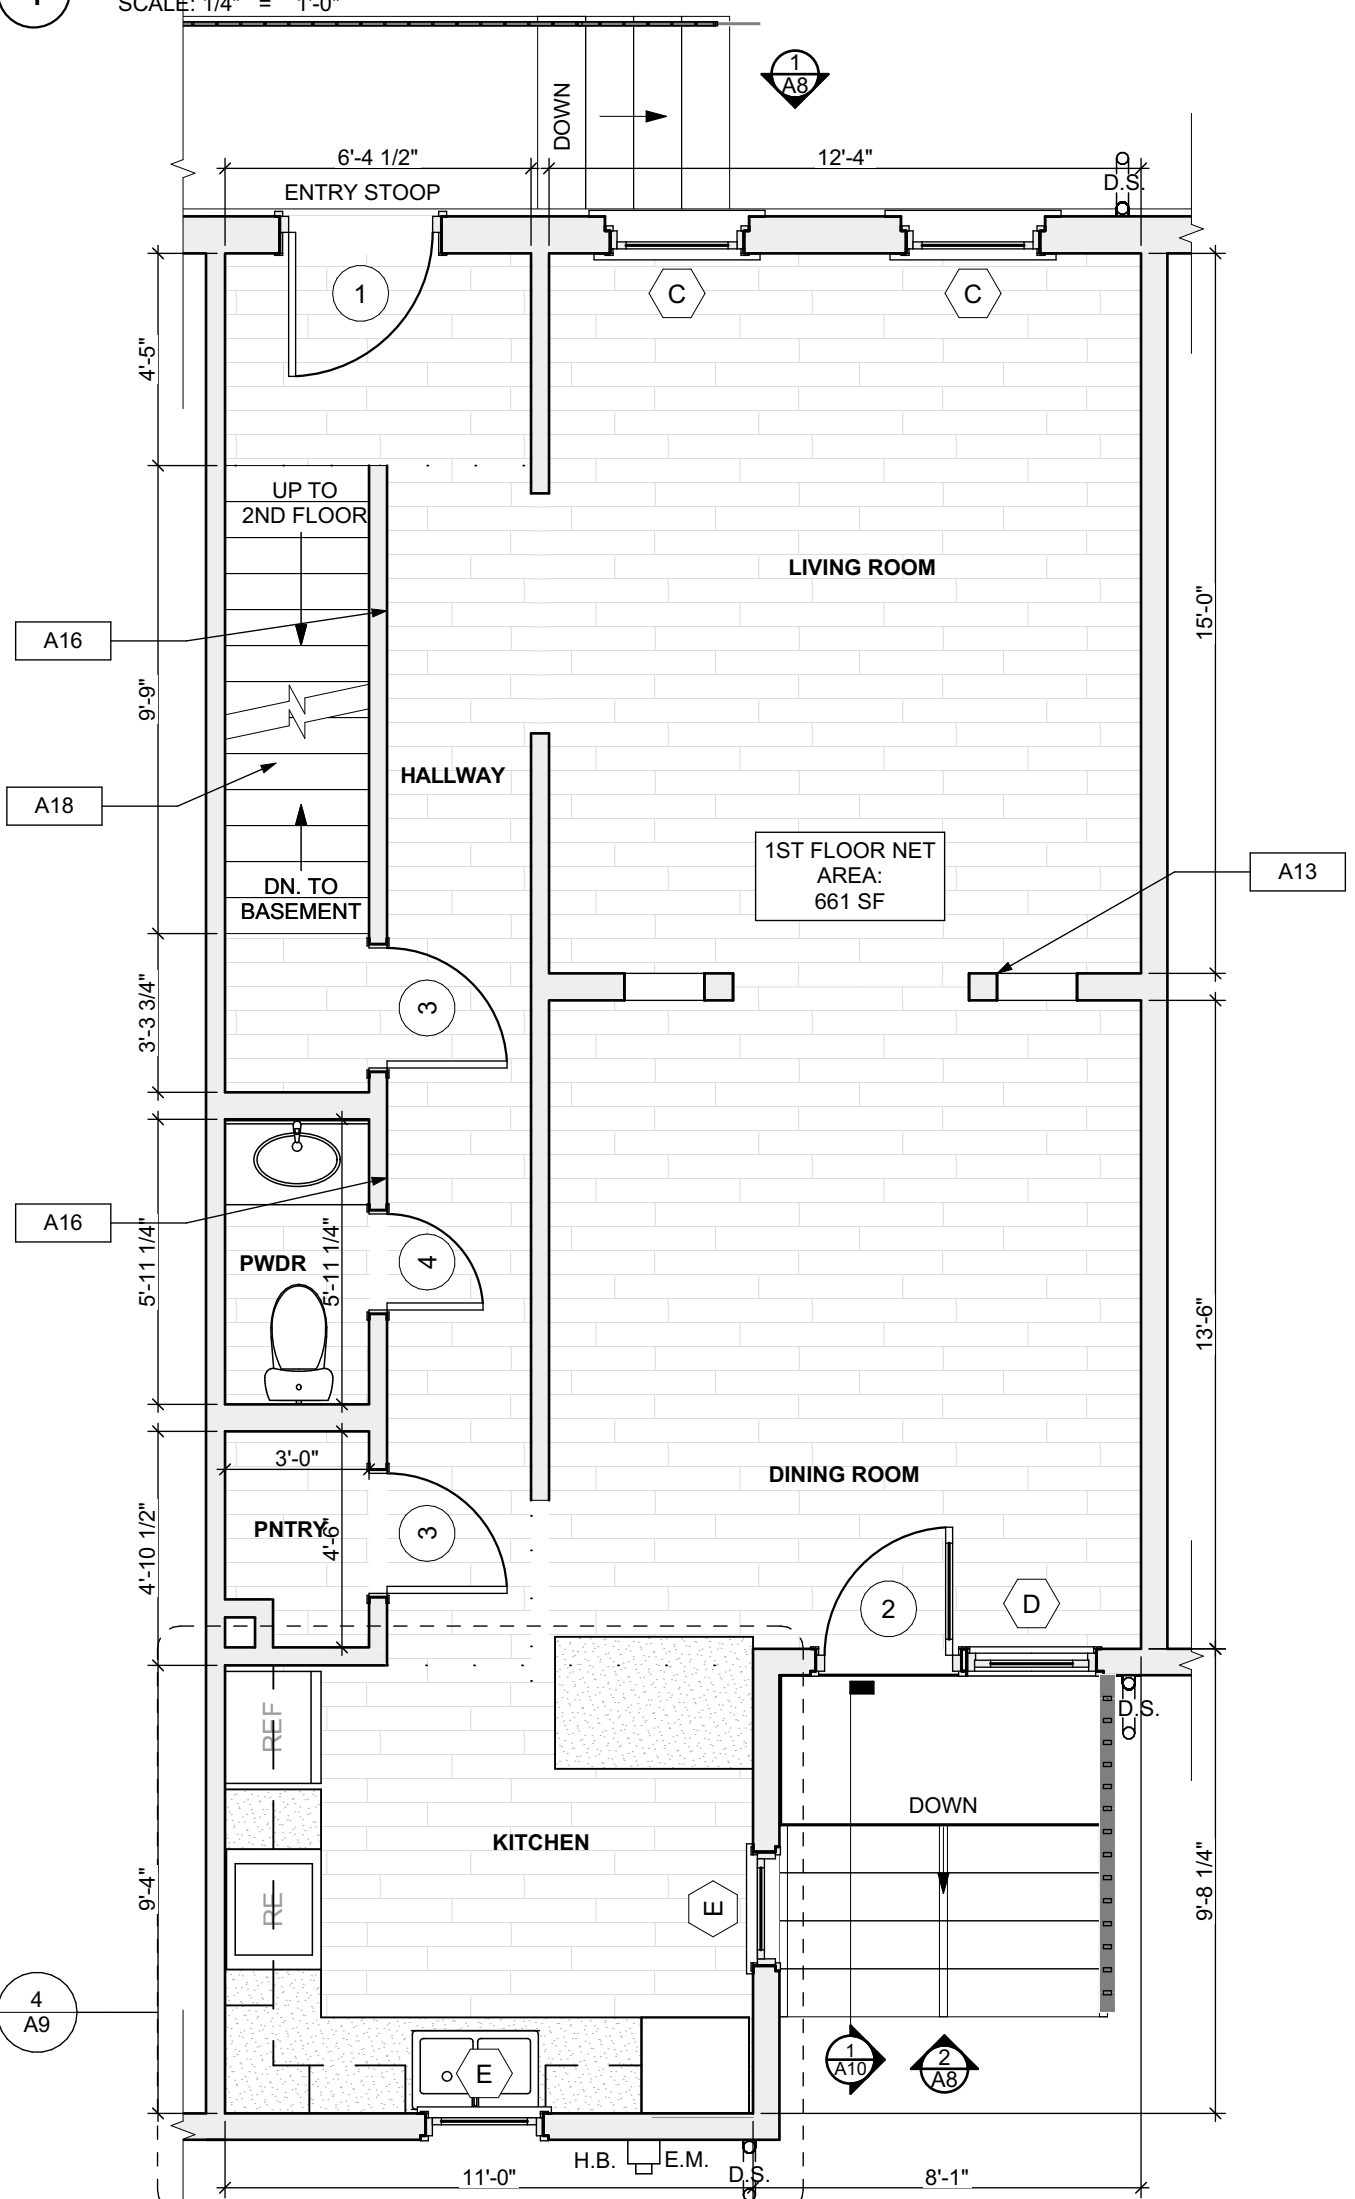 SCALE: 1/4" = 1'-0"
1
A8
DOWN
6'-4 1/2"
12'-4"
D.S.
ENTRY STOOP
1
C
C
4'-5"
UP TO
2ND FLOOR
LIVING ROOM
15'-0"
A16
9'-9"
HALLWAY
A18
1ST FLOOR NET
AREA:
661 SF
A13
DN. TO
BASEMENT
3'-3 3/4"
3
A16
5'-11 1/4"
PWDR
5'-11 1/4"
4
13'-6"
3'-0"
DINING ROOM
4'-10 1/2"
PNTRY
4'-6"
3
2
D
REF
D.S.
DOWN
KITCHEN
9'-4"
RE
E
9'-8 1/4"
4
A9
E
1
A10
2
A8
H.B.
E.M.
D.S.
11'-0"
8'-1"